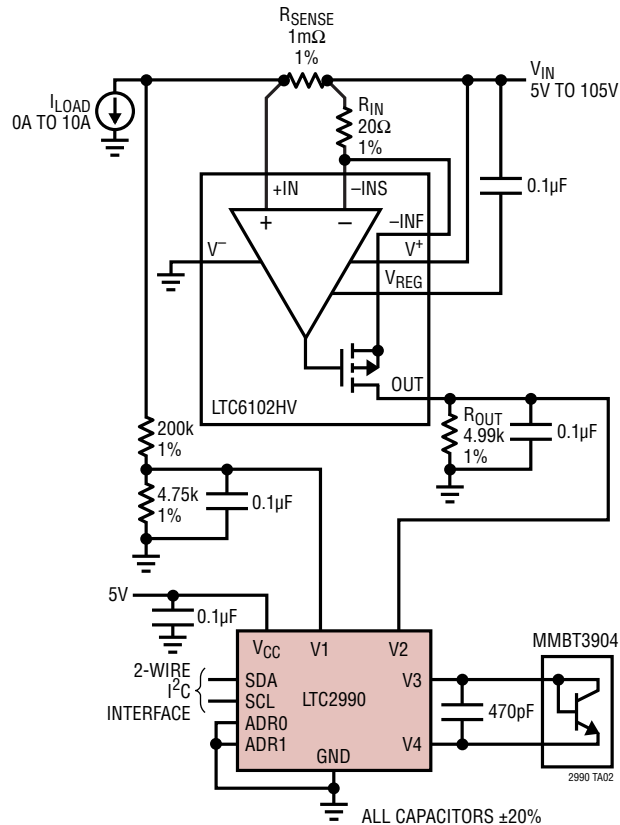 RSENSE
1mΩ
1%
VIN
5V TO 105V
ILOAD
0A TO 10A
RIN
20Ω
1%
0.1µF
+IN
–INS
–INF
+
–
V–
V+
VREG
OUT
LTC6102HV
ROUT
4.99k
1%
0.1µF
200k
1%
4.75k
1%
0.1µF
5V
0.1µF
VCC
V1
V2
MMBT3904
2-WIRE
I2C
INTERFACE
SDA
SCL
ADR0
ADR1
LTC2990
V3
V4
470pF
GND
2990 TA02
ALL CAPACITORS ±20%